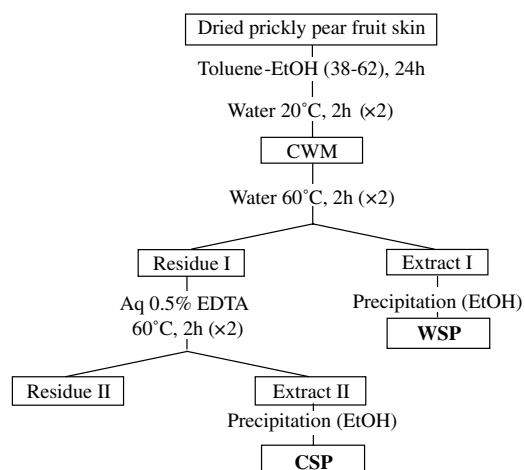 Dried prickly pear fruit skin
Toluene-EtOH (38-62), 24h
Water 20˚C, 2h (×2)
CWM
Water 60˚C, 2h (×2)
Residue I
Extract I
Aq 0.5% EDTA
60˚C, 2h (×2)
Precipitation (EtOH)
WSP
Residue II
Extract II
Precipitation (EtOH)
CSP